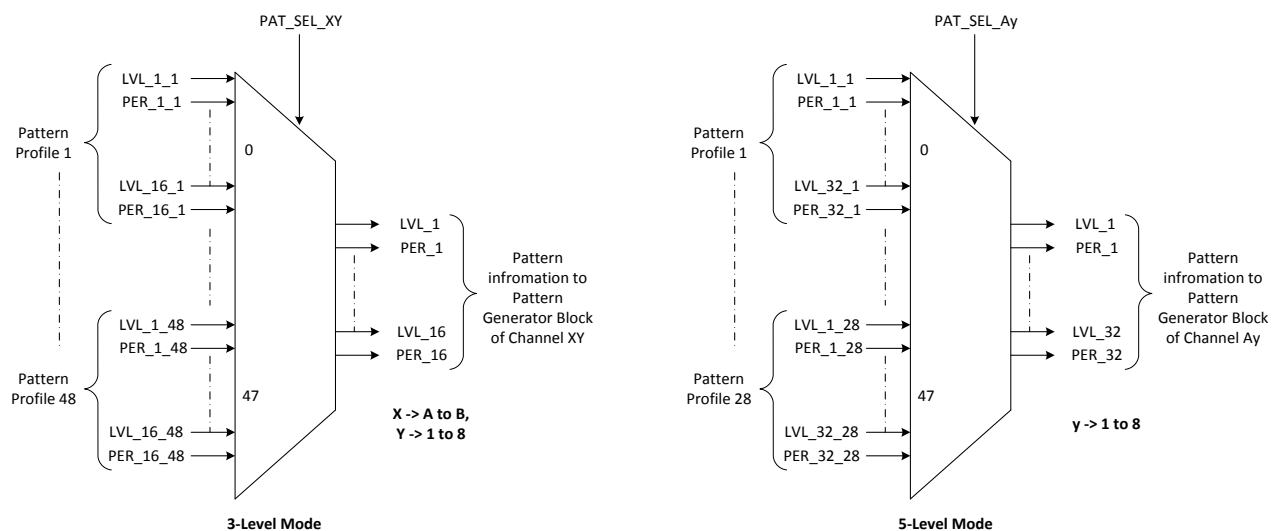 PAT_SEL_XY
LVL_1_1
PER_1_1
Pattern
Profile 1
0
LVL_16_1
PER_16_1
LVL_1
PER_1
Pattern
infromation to
Pattern
Generator Block
of Channel XY
LVL_1_48
PER_1_48
LVL_16
PER_16
Pattern
Profile 48
47
X -> A to B,
Y -> 1 to 8
LVL_16_48
PER_16_48
3-Level Mode
PAT_SEL_Ay
LVL_1_1
PER_1_1
Pattern
Profile 1
0
LVL_32_1
PER_32_1
LVL_1
PER_1
Pattern
infromation to
Pattern
Generator Block
of Channel Ay
LVL_1_28
PER_1_28
LVL_32
PER_32
Pattern
Profile 28
47
y -> 1 to 8
LVL_32_28
PER_32_28
5-Level Mode